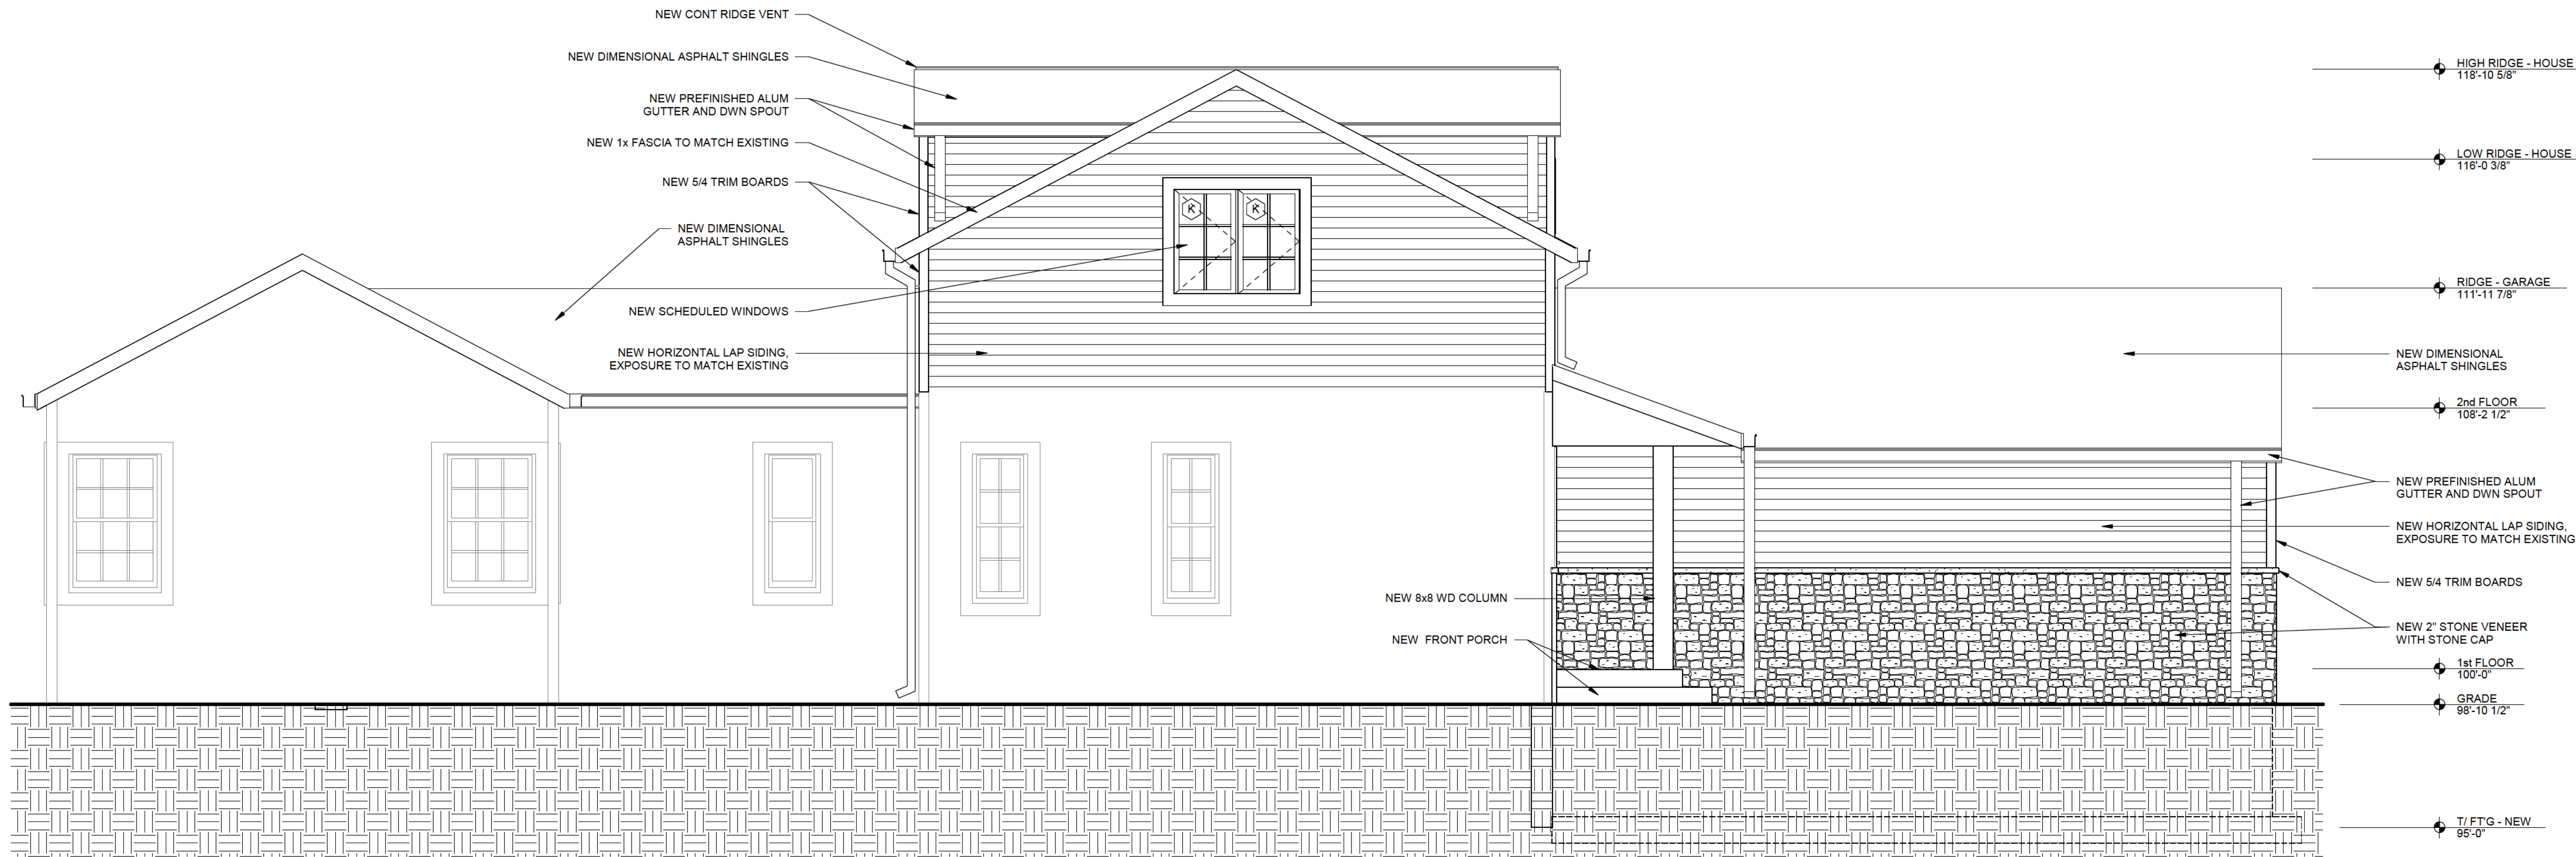 NEW CONT RIDGE VENT
NEW DIMENSIONAL ASPHALT SHINGLES
NEW PREFINISHED ALUM
GUTTER AND DWN SPOUT
NEW 1x FASCIA TO MATCH EXISTING
NEW 5/4 TRIM BOARDS
NEW DIMENSIONAL
ASPHALT SHINGLES
NEW SCHEDULED WINDOWS
NEW HORIZONTAL LAP SIDING,
EXPOSURE TO MATCH EXISTING
K
K
NEW 8x8 WD COLUMN
NEW FRONT PORCH
HIGH RIDGE - HOUSE
118'-10 5/8"
LOW RIDGE - HOUSE
116'-0 3/8"
RIDGE - GARAGE
111'-11 7/8"
NEW DIMENSIONAL
ASPHALT SHINGLES
2nd FLOOR
108'-2 1/2"
NEW PREFINISHED ALUM
GUTTER AND DWN SPOUT
NEW HORIZONTAL LAP SIDING,
EXPOSURE TO MATCH EXISTING
NEW 5/4 TRIM BOARDS
NEW 2" STONE VENEER
WITH STONE CAP
1st FLOOR
100'-0"
GRADE
98'-10 1/2"
T/ FT'G - NEW
95'-0"